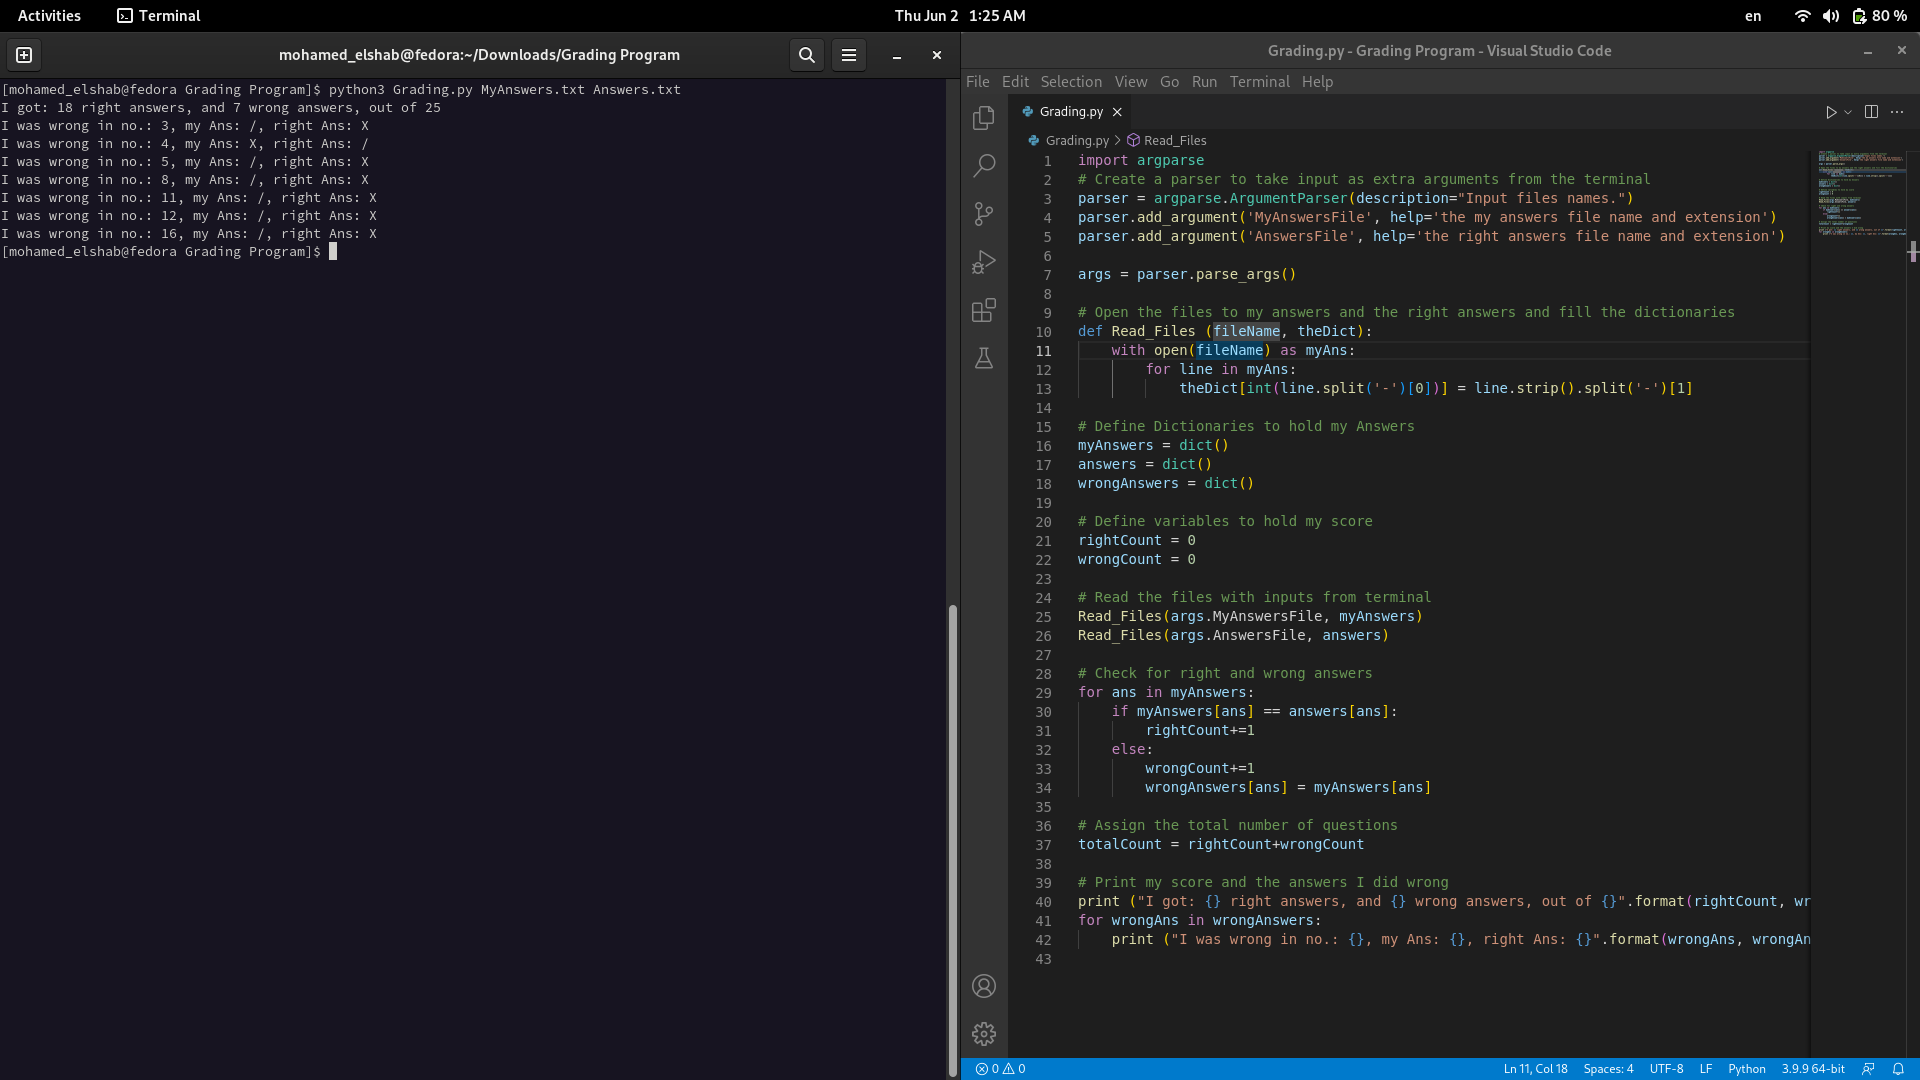 Activities Terminal Thu Jun 2 1:25 AM en 80 %
mohamed_elshab@fedora:~/Downloads/Grading Program
[mohamed_elshab@fedora Grading Program]$ python3 Grading.py MyAnswers.txt Answers.txt
I got: 18 right answers, and 7 wrong answers, out of 25
I was wrong in no.: 3, my Ans: /, right Ans: X
I was wrong in no.: 4, my Ans: X, right Ans: /
I was wrong in no.: 5, my Ans: /, right Ans: X
I was wrong in no.: 8, my Ans: /, right Ans: X
I was wrong in no.: 11, my Ans: /, right Ans: X
I was wrong in no.: 12, my Ans: /, right Ans: X
I was wrong in no.: 16, my Ans: /, right Ans: X
[mohamed_elshab@fedora Grading Program]$
Grading.py - Grading Program - Visual Studio Code
File Edit Selection View Go Run Terminal Help
Grading.py
Grading.py > Read_Files
1 import argparse
2 # Create a parser to take input as extra arguments from the terminal
3 parser = argparse.ArgumentParser(description="Input files names.")
4 parser.add_argument('MyAnswersFile', help='the my answers file name and extension')
5 parser.add_argument('AnswersFile', help='the right answers file name and extension')
6
7 args = parser.parse_args()
8
9 # Open the files to my answers and the right answers and fill the dictionaries
10 def Read_Files (fileName, theDict):
11     with open(fileName) as myAns:
12         for line in myAns:
13             theDict[int(line.split('-')[0])] = line.strip().split('-')[1]
14
15 # Define Dictionaries to hold my Answers
16 myAnswers = dict()
17 answers = dict()
18 wrongAnswers = dict()
19
20 # Define variables to hold my score
21 rightCount = 0
22 wrongCount = 0
23
24 # Read the files with inputs from terminal
25 Read_Files(args.MyAnswersFile, myAnswers)
26 Read_Files(args.AnswersFile, answers)
27
28 # Check for right and wrong answers
29 for ans in myAnswers:
30     if myAnswers[ans] == answers[ans]:
31         rightCount+=1
32     else:
33         wrongCount+=1
34         wrongAnswers[ans] = myAnswers[ans]
35
36 # Assign the total number of questions
37 totalCount = rightCount+wrongCount
38
39 # Print my score and the answers I did wrong
40 print ("I got: {} right answers, and {} wrong answers, out of {}".format(rightCount, wr
41 for wrongAns in wrongAnswers:
42     print ("I was wrong in no.: {}, my Ans: {}, right Ans: {}".format(wrongAns, wrongAn
43
0 0 Ln 11, Col 18 Spaces: 4 UTF-8 LF Python 3.9.9 64-bit